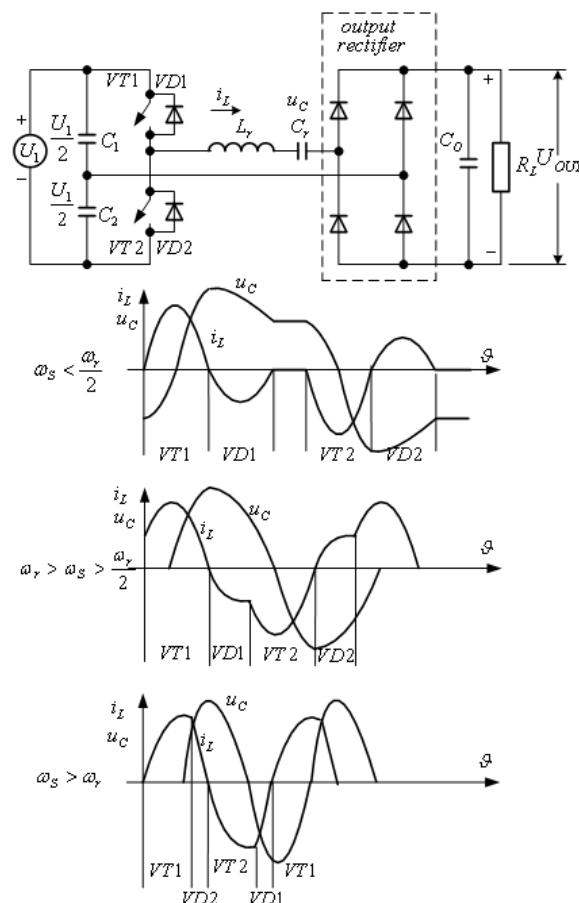 output
rectifier
VT1 VD1
i_L
L_r
u_C
C_r
+
U_1
−
U_1/2 C_1
U_1/2 C_2
VT2 VD2
C_O
+
−
R_L U_OUT
i_L
u_C
u_C
i_L
ϑ
ω_S < ω_r/2
VT1 VD1 VT2 VD2
i_L
u_C
u_C
i_L
ϑ
ω_r > ω_S > ω_r/2
VT1 VD1 VT2 VD2
i_L
u_C
u_C
i_L
ϑ
ω_S > ω_r
VT1 VT2 VT1
VD2 VD1